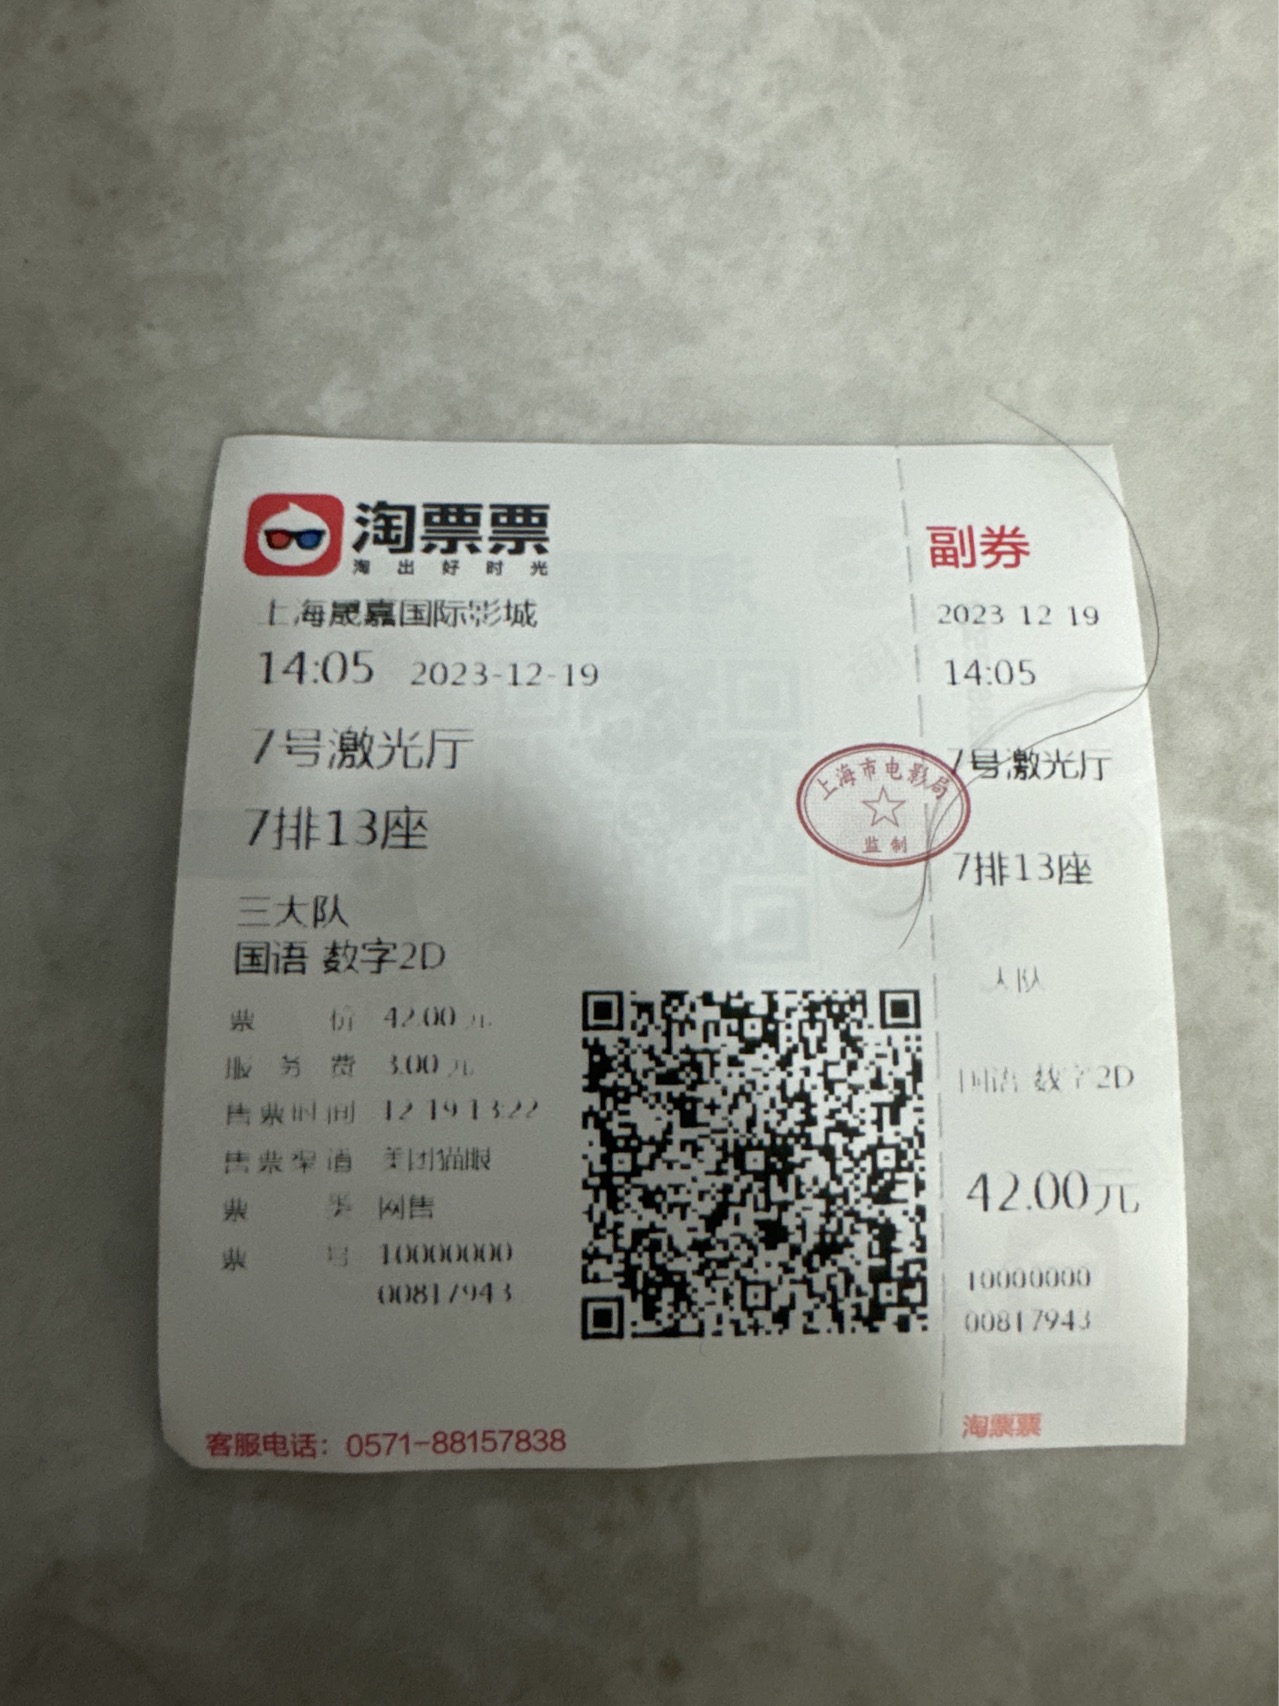 淘票票
淘出好时光
上海晟嘉国际影城
14:05 2023-12-19
7号激光厅
7排13座
三大队
国语 数字2D
票 价 42.00 元
服 务 费 3.00 元
售票时间 12-19 13:22
售票渠道 美团猫眼
票 类 网售
票 号 10000000
00817943
客服电话：0571-88157838
上海市电影局
监制
副券
2023 12 19
14:05
7号激光厅
7排13座
大队
国语 数字2D
42.00元
10000000
00817943
淘票票